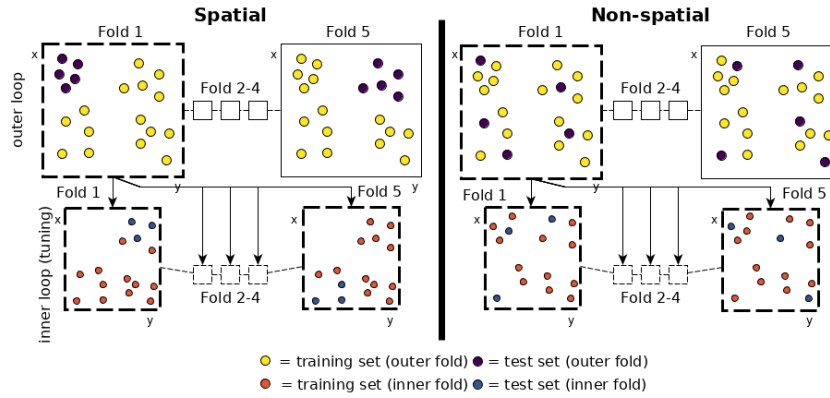 Spatial
Non-spatial
Fold 1
Fold 5
Fold 1
Fold 5
x
x
x
x
outer loop
Fold 2-4
Fold 2-4
y
y
y
y
Fold 1
Fold 5
Fold 1
Fold 5
x
x
x
x
inner loop (tuning)
Fold 2-4
Fold 2-4
y
y
y
y
= training set (outer fold)
= test set (outer fold)
= training set (inner fold)
= test set (inner fold)